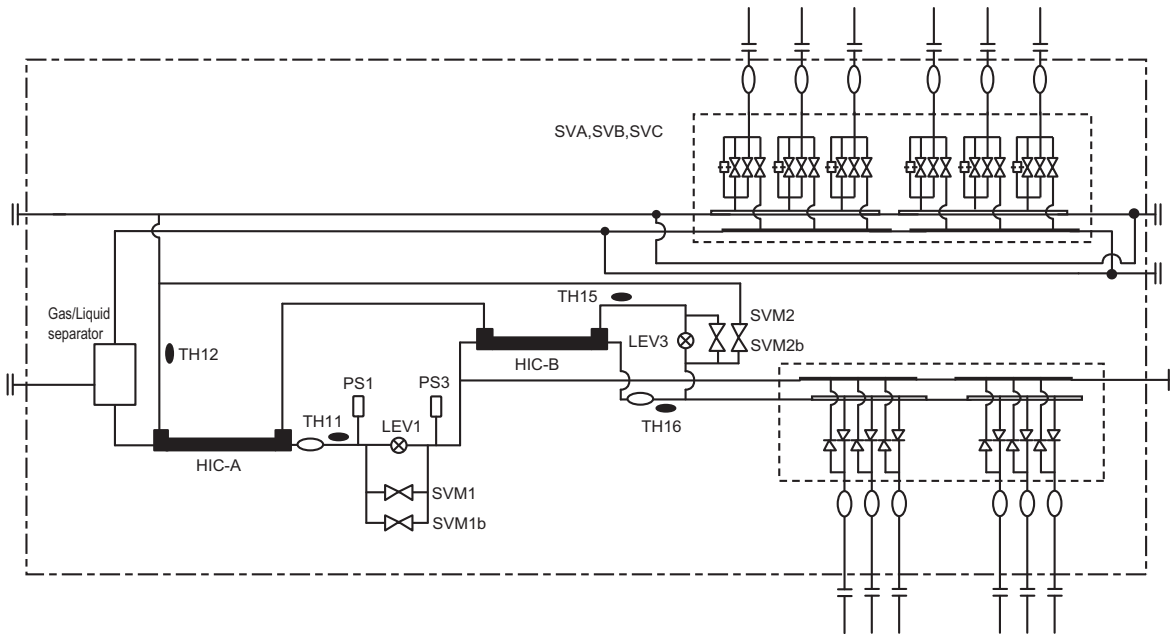 SVA,SVB,SVC
Gas/Liquid
separator
TH12
TH15
SVM2
LEV3
SVM2b
HIC-B
PS1
PS3
TH11
LEV1
TH16
HIC-A
SVM1
SVM1b